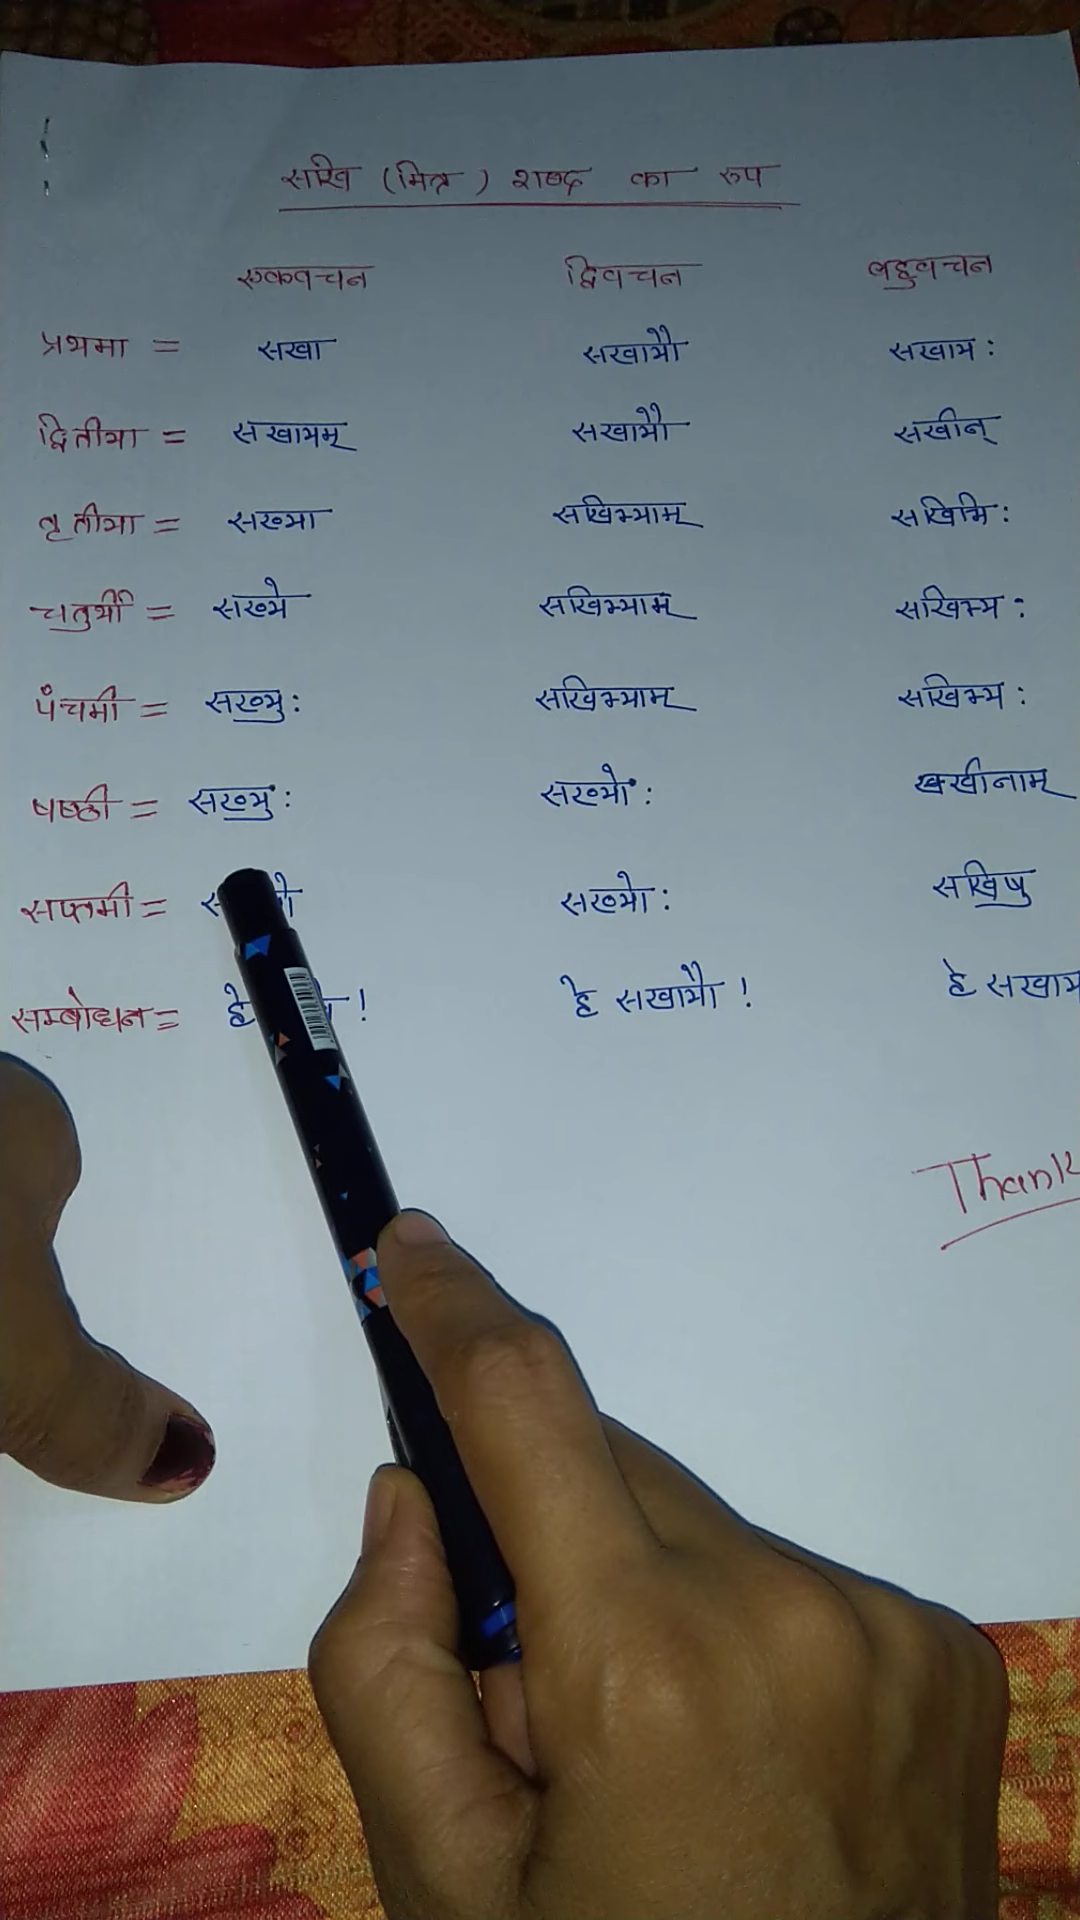 सखि (मित्र) शब्द का रुप
एकवचन द्विवचन बहुवचन
प्रथमा = सखा सखायौ सखाय:
द्वितीया = सखायम् सखायौ सखीन्
तृतीया = सख्या सखिभ्याम् सखिभि:
चतुर्थी = सख्ये सखिभ्याम् सखिभ्य:
पंचमी = सख्यु: सखिभ्याम् सखिभ्य:
षष्ठी = सख्यु: सख्यो: सखीनाम्
सप्तमी = सख्यो: सखिषु
सम्बोधन = हे ! हे सखायौ ! हे सखाय
Thank